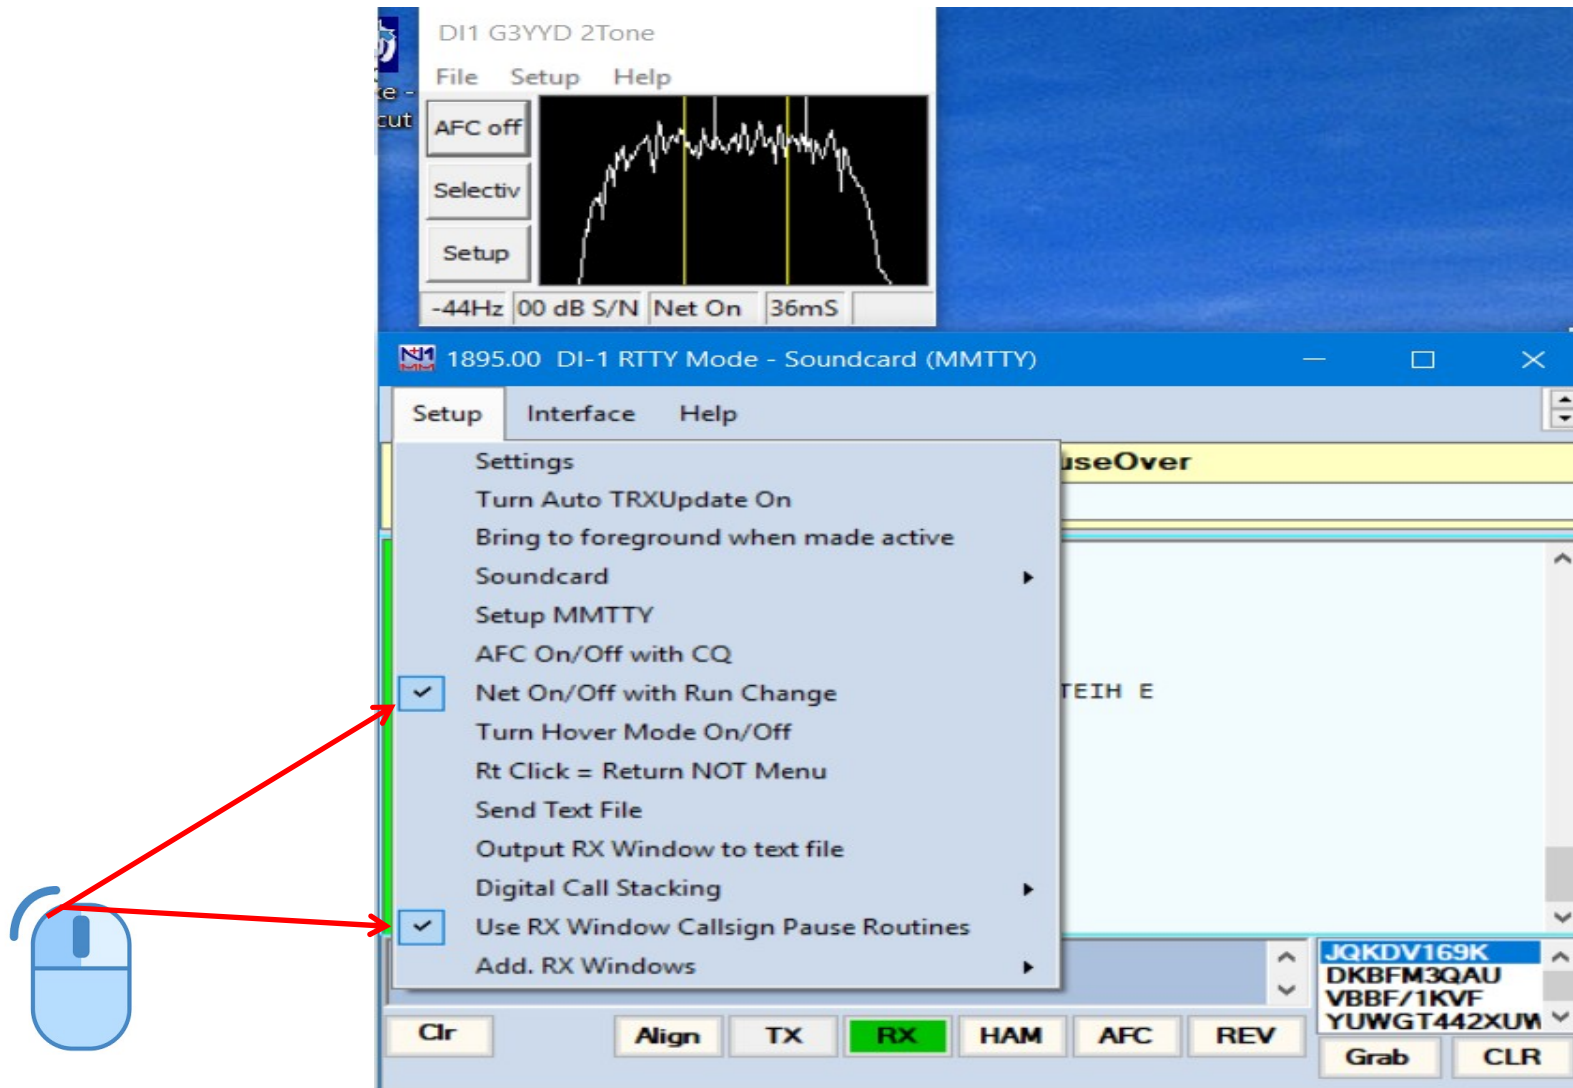 DI1 G3YYD 2Tone
File Setup Help
cut
AFC off
Selectiv
Setup
-44Hz 00 dB S/N Net On 36mS
1895.00 DI-1 RTTY Mode - Soundcard (MMTTY)
Setup Interface Help
Settings
Turn Auto TRXUpdate On
Bring to foreground when made active
Soundcard
Setup MMTTY
AFC On/Off with CQ
Net On/Off with Run Change
Turn Hover Mode On/Off
Rt Click = Return NOT Menu
Send Text File
Output RX Window to text file
Digital Call Stacking
Use RX Window Callsign Pause Routines
Add. RX Windows
useOver
TEIH E
JQKDV169K
DKBFM3QAU
VBBF/1KVF
YUWGT442XUW
Clr Align TX RX HAM AFC REV
Grab CLR